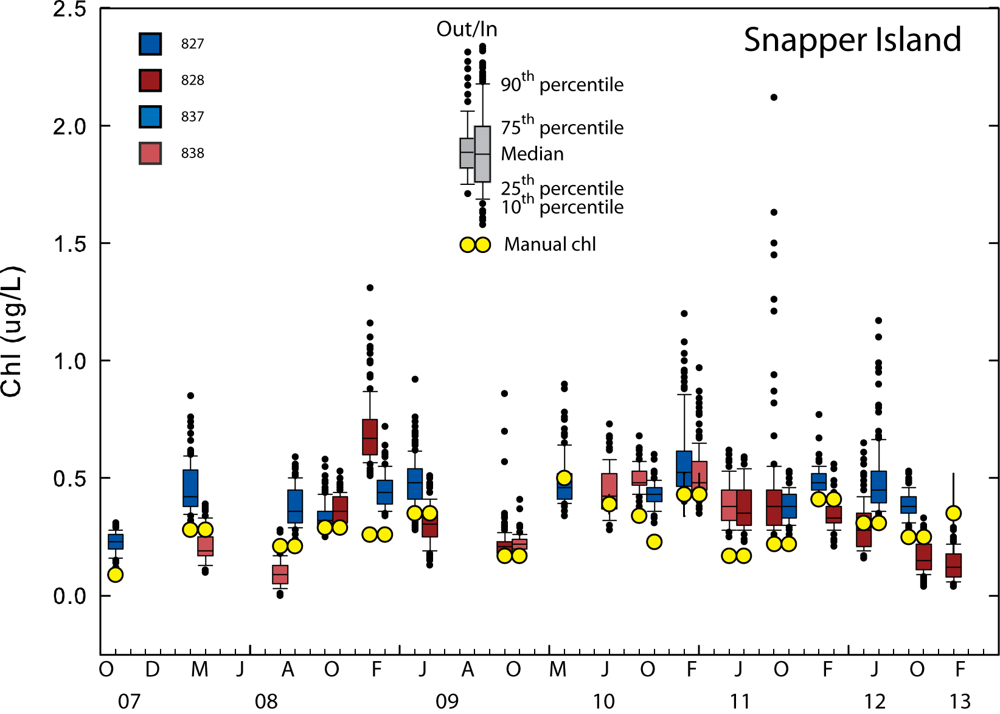 Snapper Island
Out/In
827
828
837
838
90th percentile
75th percentile
Median
25th percentile
10th percentile
Manual chl
Chl (ug/L)
2.5
2.0
1.5
1.0
0.5
0.0
O D M J A O F J A O M J O F J O F J O F
07 08 09 10 11 12 13